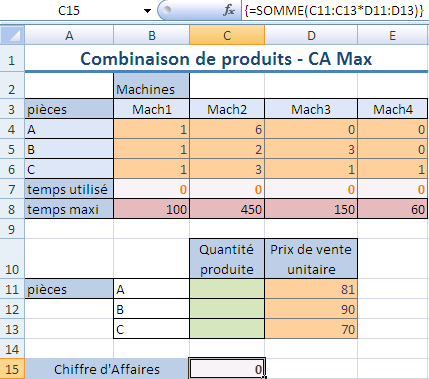 C15 fx {=SOMME(C11:C13*D11:D13)}
A B C D E
1 Combinaison de produits - CA Max
2 Machines
3 pièces Mach1 Mach2 Mach3 Mach4
4 A 1 6 0 0
5 B 1 2 3 0
6 C 1 3 1 1
7 temps utilisé 0 0 0 0
8 temps maxi 100 450 150 60
9
10 Quantité produite Prix de vente unitaire
11 pièces A 81
12 B 90
13 C 70
14
15 Chiffre d'Affaires 0